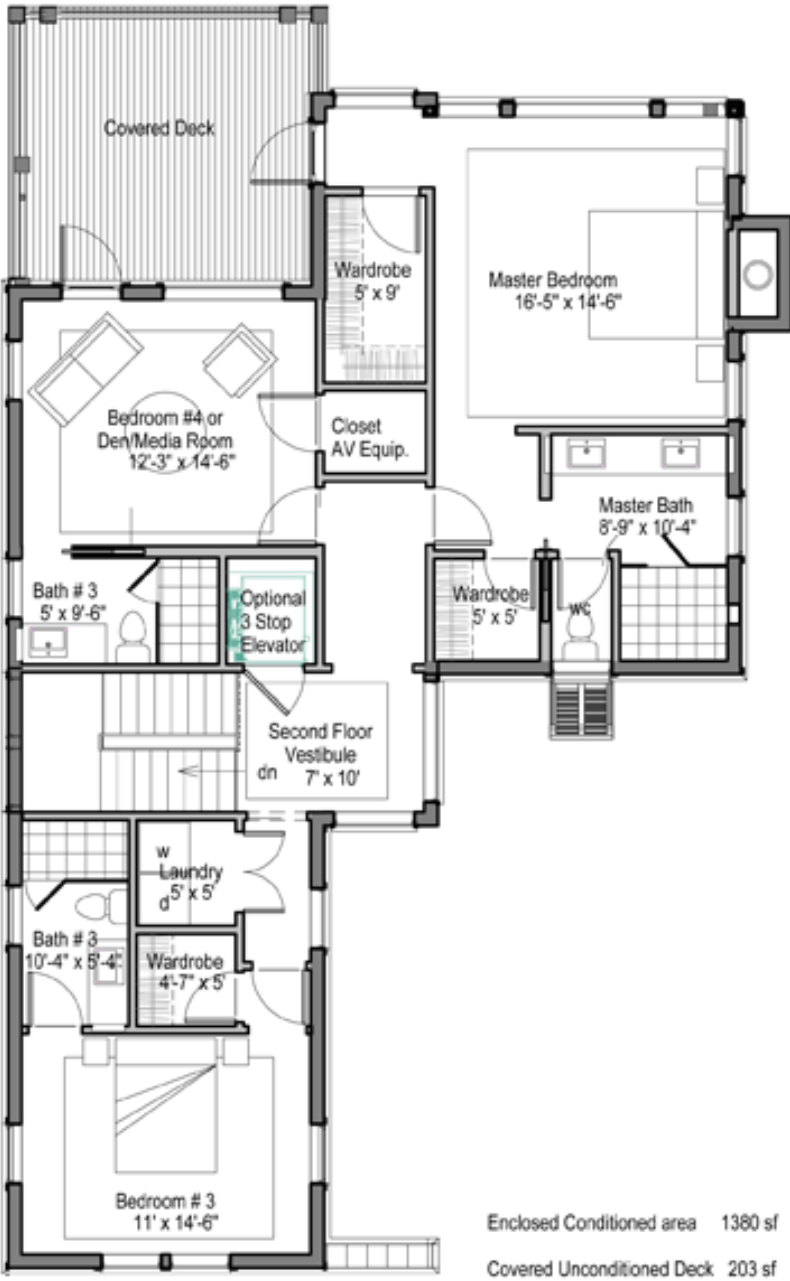 Covered Deck
Wardrobe
5' x 9'
Master Bedroom
16'-5" x 14'-6"
Bedroom #4 or
Den/Media Room
12'-3" x 14'-6"
Closet
AV Equip.
Master Bath
8'-9" x 10'-4"
Bath # 3
5' x 9'-6"
Optional
3 Stop
Elevator
Wardrobe
5' x 5'
wc
Second Floor
Vestibule
7' x 10'
dn
w
Laundry
5' x 5'
d
Bath # 3
10'-4" x 5'-4"
Wardrobe
4'-7" x 5'
Bedroom # 3
11' x 14'-6"
Enclosed Conditioned area 1380 sf
Covered Unconditioned Deck 203 sf